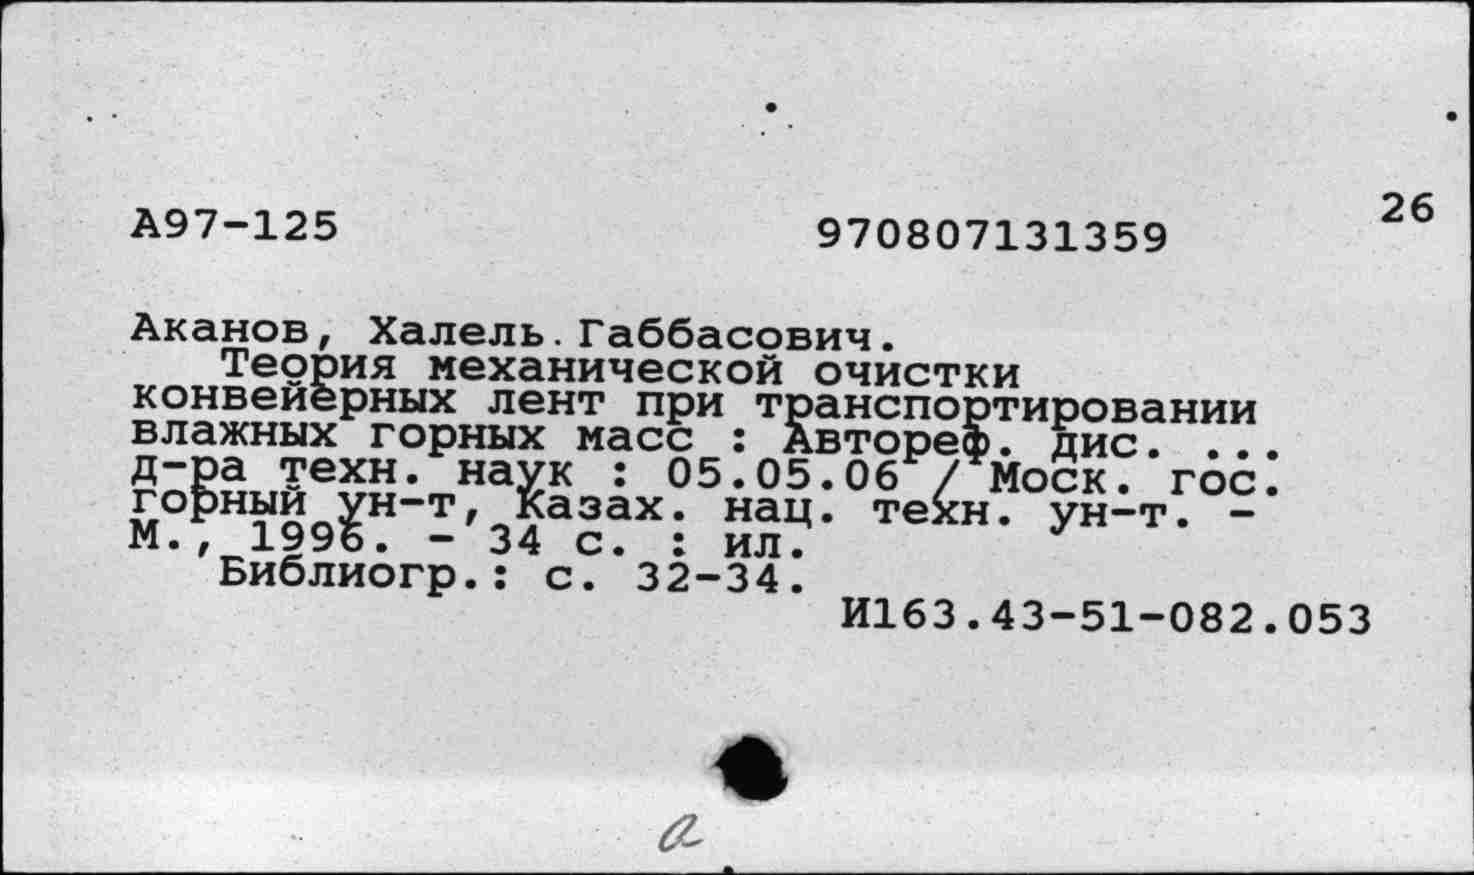 26
А97-125 970807131359
Аканов, Халель Габбасович.
Теория механической очистки
конвейерных лент при транспортировании
влажных горных масс : Автореф. дис. ...
д-ра техн. наук : 05.05.06 / Моск. гос.
горный ун-т, Казах. нац. техн. ун-т. -
М., 1996. - 34 с. : ил.
Библиогр.: с. 32-34.
И163.43-51-082.053
а